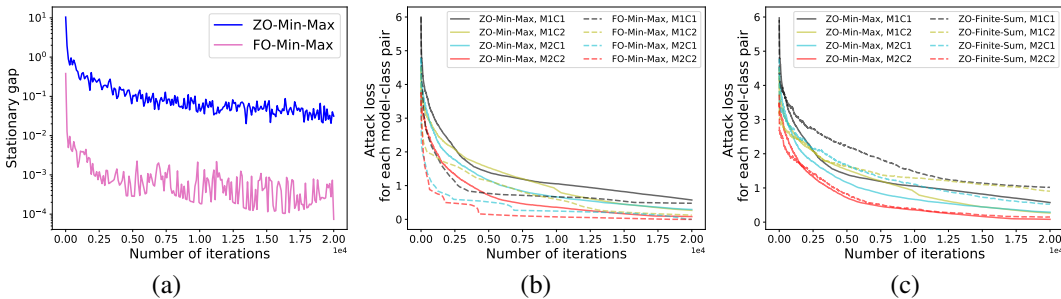 10¹
10⁰
10⁻¹
10⁻²
10⁻³
10⁻⁴
Stationary gap
ZO-Min-Max
FO-Min-Max
0.00 0.25 0.50 0.75 1.00 1.25 1.50 1.75 2.00
1e4
Number of iterations
(a)
6
5
4
3
2
1
0
Attack loss
for each model-class pair
ZO-Min-Max, M1C1
ZO-Min-Max, M1C2
ZO-Min-Max, M2C1
ZO-Min-Max, M2C2
FO-Min-Max, M1C1
FO-Min-Max, M1C2
FO-Min-Max, M2C1
FO-Min-Max, M2C2
0.00 0.25 0.50 0.75 1.00 1.25 1.50 1.75 2.00
1e4
Number of iterations
(b)
6
5
4
3
2
1
0
Attack loss
for each model-class pair
ZO-Min-Max, M1C1
ZO-Min-Max, M1C2
ZO-Min-Max, M2C1
ZO-Min-Max, M2C2
ZO-Finite-Sum, M1C1
ZO-Finite-Sum, M1C2
ZO-Finite-Sum, M2C1
ZO-Finite-Sum, M2C2
0.00 0.25 0.50 0.75 1.00 1.25 1.50 1.75 2.00
1e4
Number of iterations
(c)